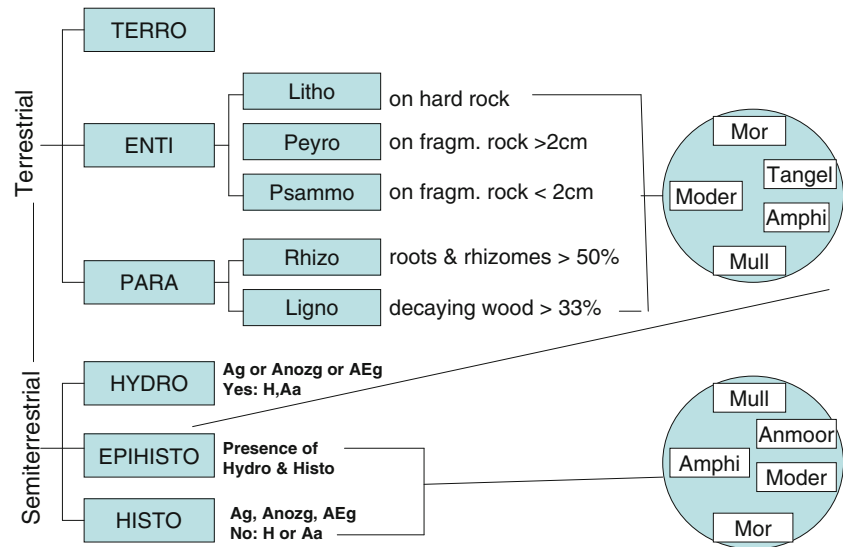 Terrestrial
TERRO
ENTI
Litho
on hard rock
Peyro
on fragm. rock >2cm
Psammo
on fragm. rock < 2cm
PARA
Rhizo
roots & rhizomes > 50%
Ligno
decaying wood > 33%
Mor
Tangel
Moder
Amphi
Mull
Semiterrestrial
HYDRO
Ag or Anozg or AEg
Yes: H,Aa
EPIHISTO
Presence of
Hydro & Histo
HISTO
Ag, Anozg, AEg
No: H or Aa
Mull
Anmoor
Amphi
Moder
Mor